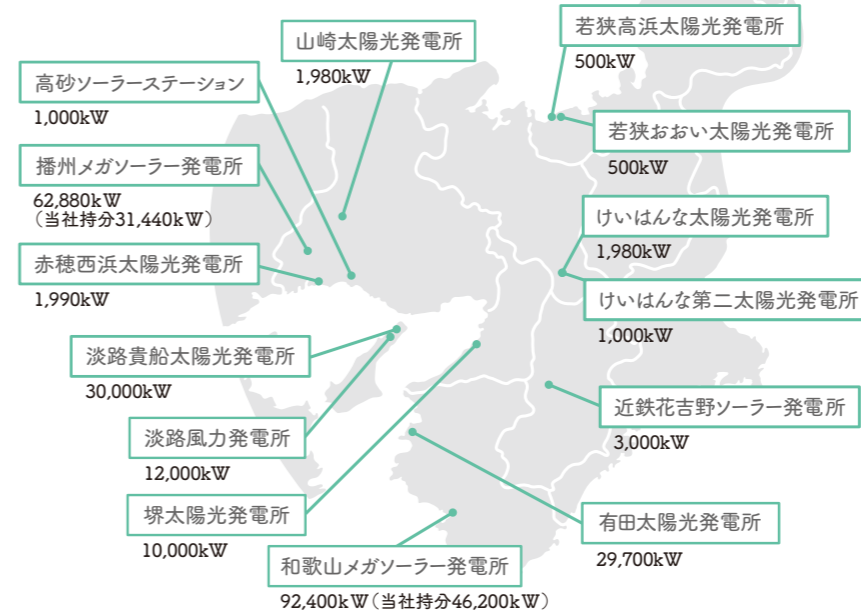 山崎太陽光発電所
1,980kW
若狭高浜太陽光発電所
500kW
高砂ソーラーステーション
1,000kW
若狭おおい太陽光発電所
500kW
播州メガソーラー発電所
62,880kW
（当社持分31,440kW）
けいはんな太陽光発電所
1,980kW
赤穂西浜太陽光発電所
1,990kW
けいはんな第二太陽光発電所
1,000kW
淡路貴船太陽光発電所
30,000kW
近鉄花吉野ソーラー発電所
3,000kW
淡路風力発電所
12,000kW
堺太陽光発電所
10,000kW
有田太陽光発電所
29,700kW
和歌山メガソーラー発電所
92,400kW（当社持分46,200kW）